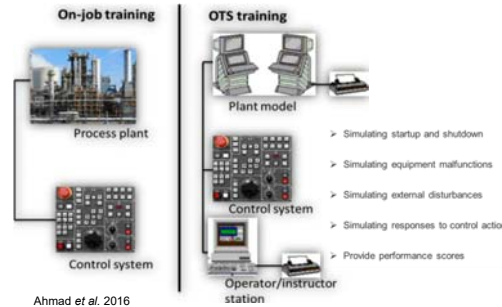 On-job training
OTS training
Process plant
Control system
Plant model
Control system
Operator/instructor
station
➢ Simulating startup and shutdown
➢ Simulating equipment malfunctions
➢ Simulating external disturbances
➢ Simulating responses to control action
➢ Provide performance scores
Ahmad et al. 2016